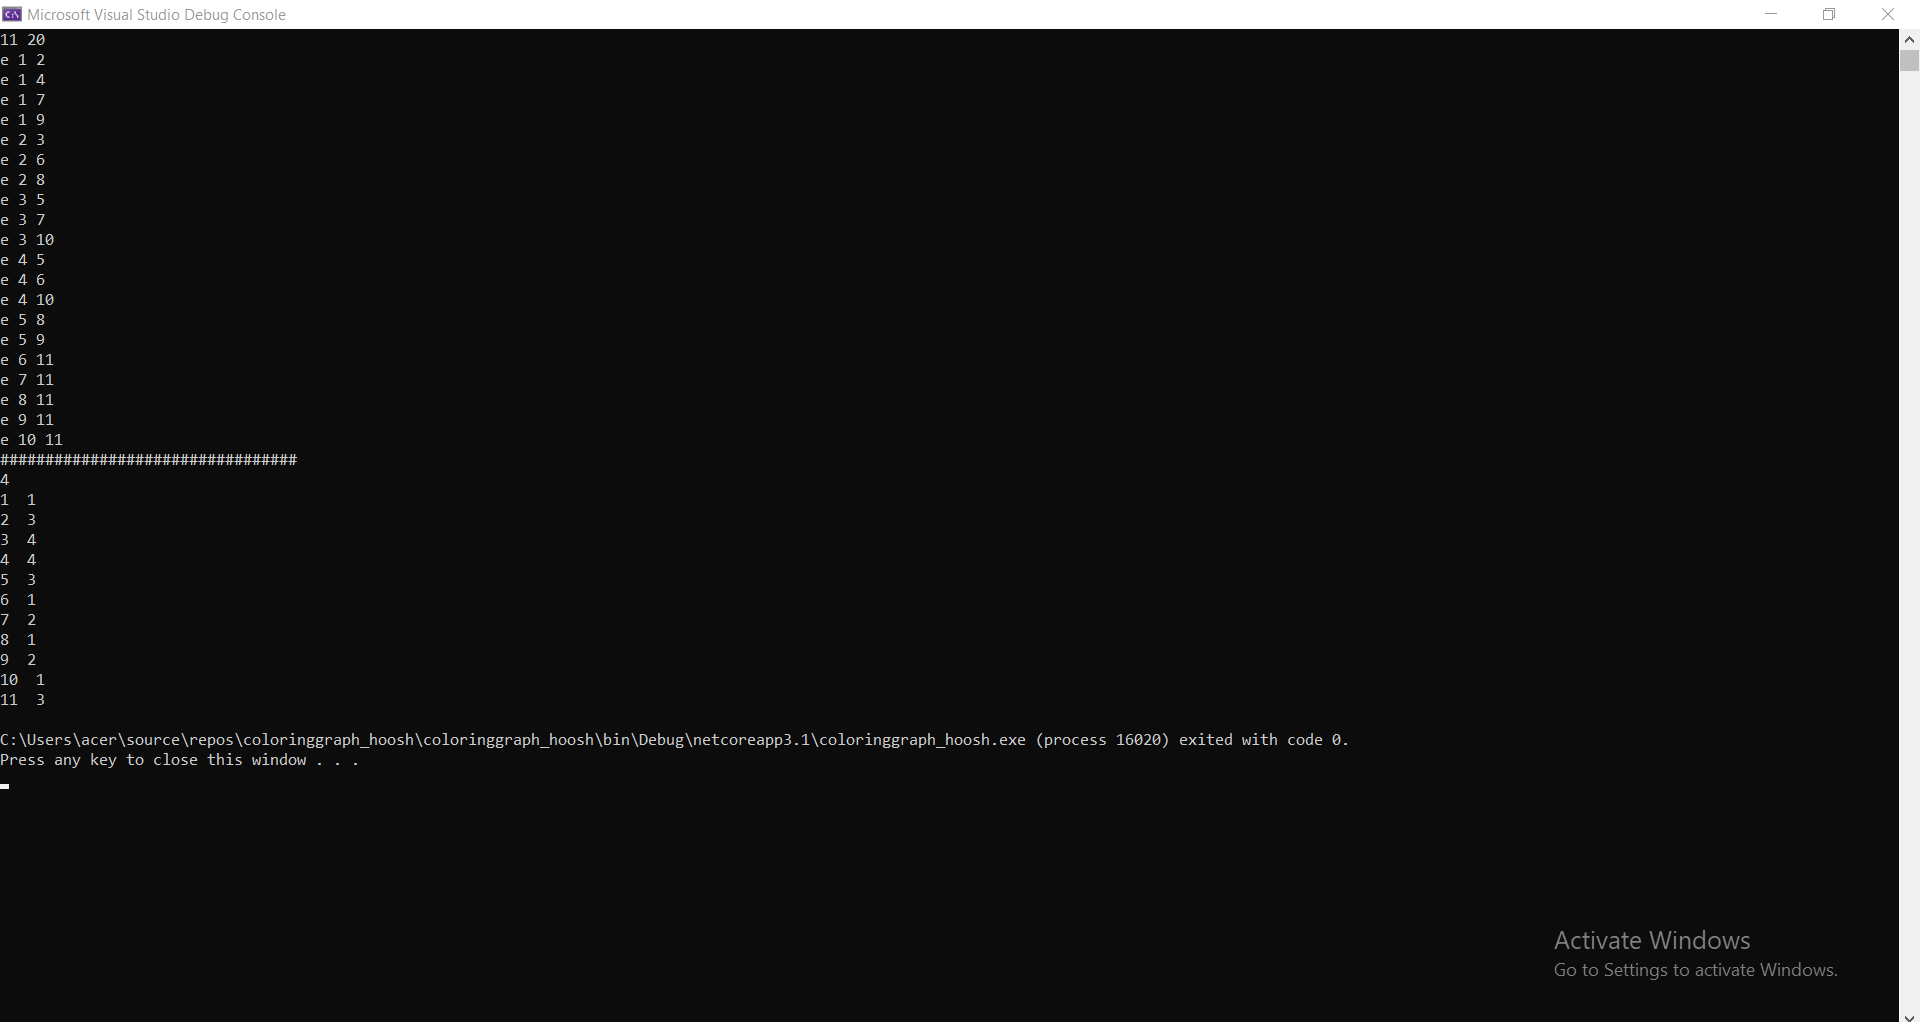 Microsoft Visual Studio Debug Console
11 20
e 1 2
e 1 4
e 1 7
e 1 9
e 2 3
e 2 6
e 2 8
e 3 5
e 3 7
e 3 10
e 4 5
e 4 6
e 4 10
e 5 8
e 5 9
e 6 11
e 7 11
e 8 11
e 9 11
e 10 11
#################################
4
1  1
2  3
3  4
4  4
5  3
6  1
7  2
8  1
9  2
10  1
11  3
C:\Users\acer\source\repos\coloringgraph_hoosh\coloringgraph_hoosh\bin\Debug\netcoreapp3.1\coloringgraph_hoosh.exe (process 16020) exited with code 0.
Press any key to close this window . . .
Activate Windows
Go to Settings to activate Windows.